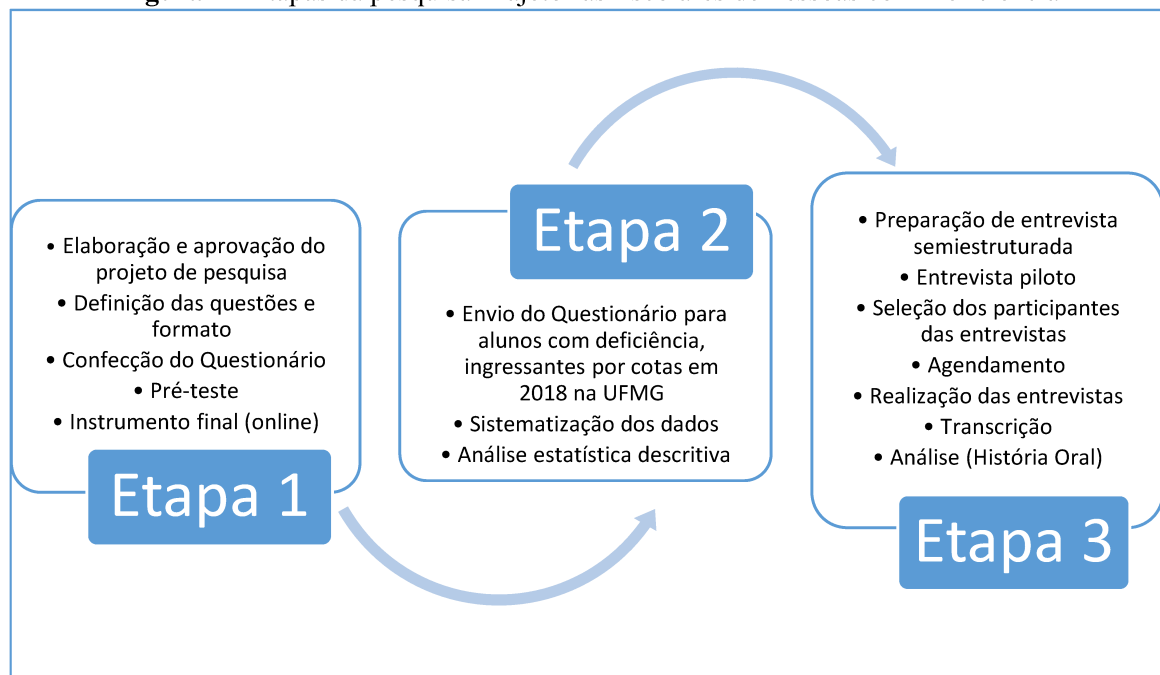 • Elaboração e aprovação do
projeto de pesquisa
• Definição das questões e
formato
• Confecção do Questionário
• Pré-teste
• Instrumento final (online)
Etapa 1
Etapa 2
• Envio do Questionário para
alunos com deficiência,
ingressantes por cotas em
2018 na UFMG
• Sistematização dos dados
• Análise estatística descritiva
• Preparação de entrevista
semiestruturada
• Entrevista piloto
• Seleção dos participantes
das entrevistas
• Agendamento
• Realização das entrevistas
• Transcrição
• Análise (História Oral)
Etapa 3